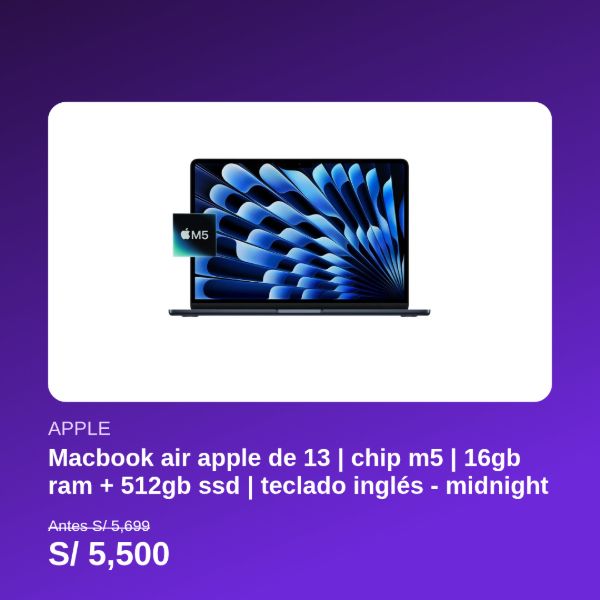 M5
APPLE
Macbook air apple de 13 | chip m5 | 16gb
ram + 512gb ssd | teclado inglés - midnight
Antes S/ 5,699
S/ 5,500